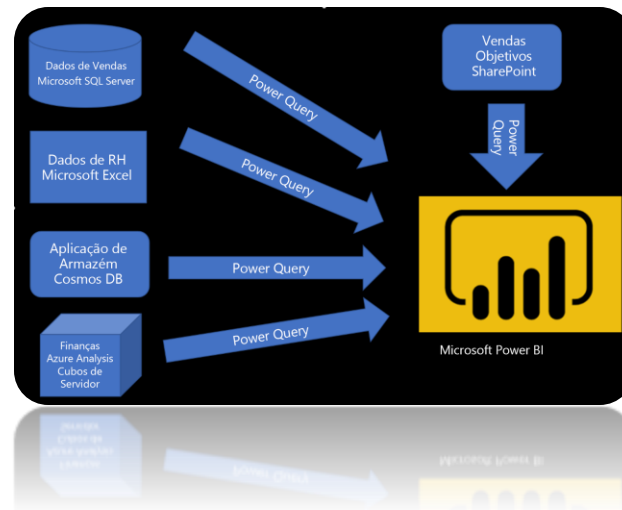 Dados de Vendas
Microsoft SQL Server
Power Query
Vendas
Objetivos
SharePoint
Power
Query
Dados de RH
Microsoft Excel
Power Query
Aplicação de
Armazém
Cosmos DB
Power Query
Finanças
Azure Analysis
Cubos de
Servidor
Power Query
Microsoft Power BI